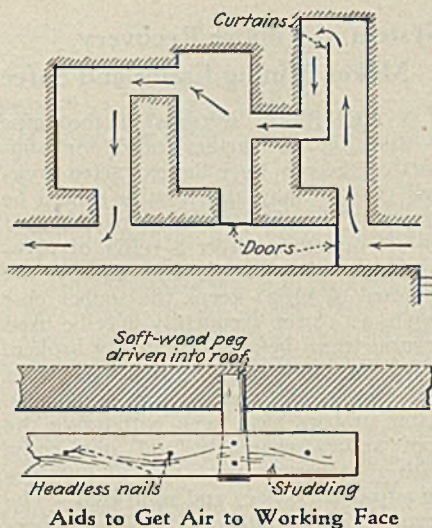 Curtains
Doors
Soft-wood peg
driven into roof
Headless nails
Studding
Aids to Get Air to Working Face